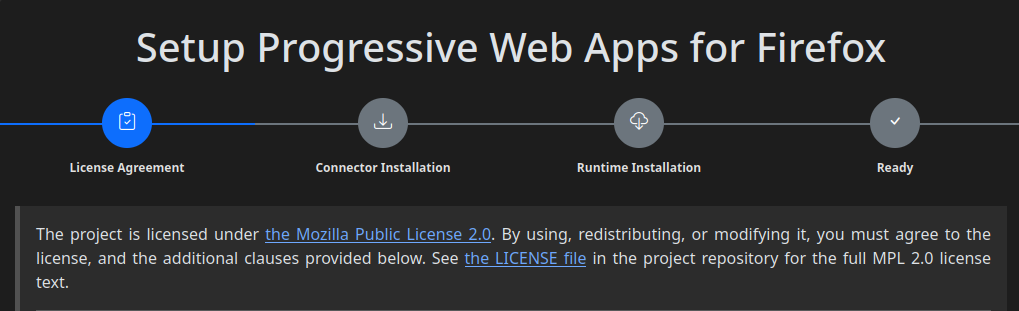 Setup Progressive Web Apps for Firefox
License Agreement
Connector Installation
Runtime Installation
Ready
The project is licensed under the Mozilla Public License 2.0. By using, redistributing, or modifying it, you must agree to the
license, and the additional clauses provided below. See the LICENSE file in the project repository for the full MPL 2.0 license
text.